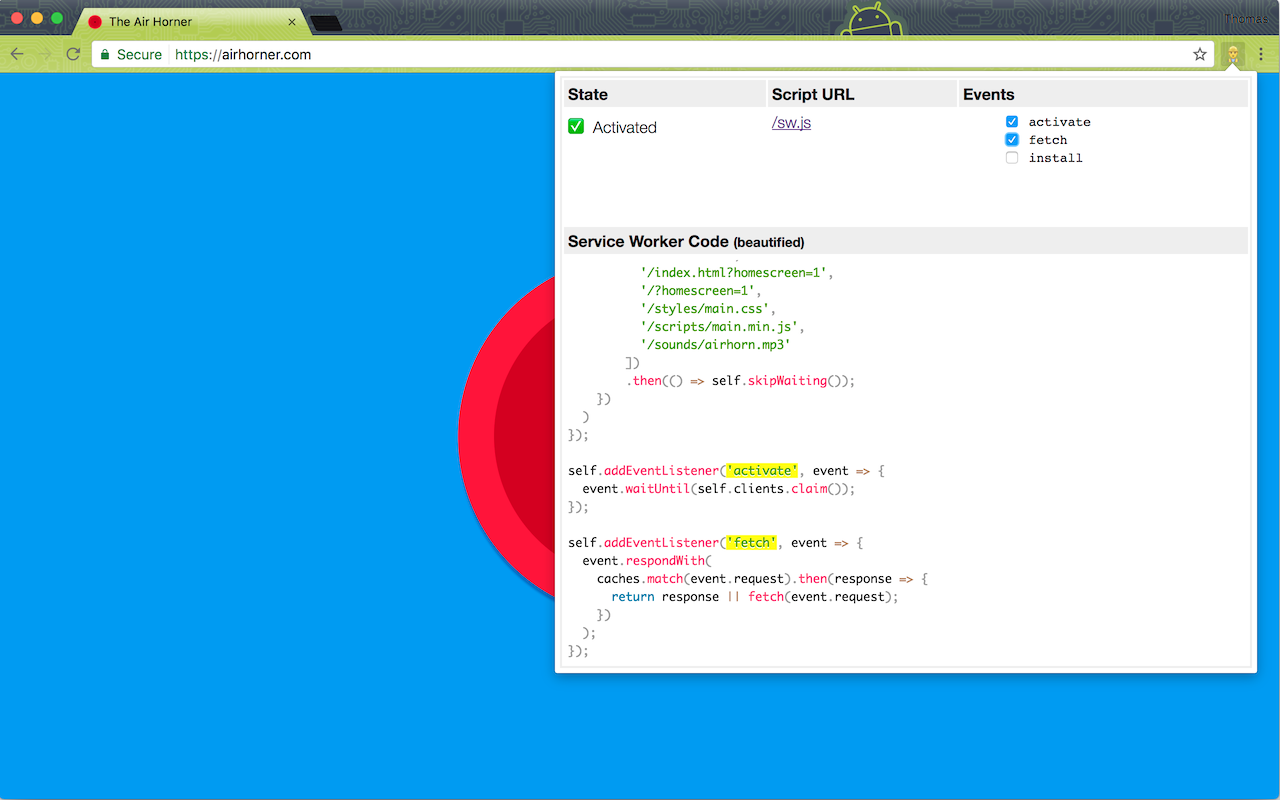 The Air Horner
Thomas
Secure https://airhorner.com
State Script URL Events
Activated /sw.js activate
fetch
install
Service Worker Code (beautified)
'/index.html?homescreen=1',
'/?homescreen=1',
'/styles/main.css',
'/scripts/main.min.js',
'/sounds/airhorn.mp3'
])
.then(() => self.skipWaiting());
})
)
});
self.addEventListener('activate', event => {
event.waitUntil(self.clients.claim());
});
self.addEventListener('fetch', event => {
event.respondWith(
caches.match(event.request).then(response => {
return response || fetch(event.request);
})
);
});